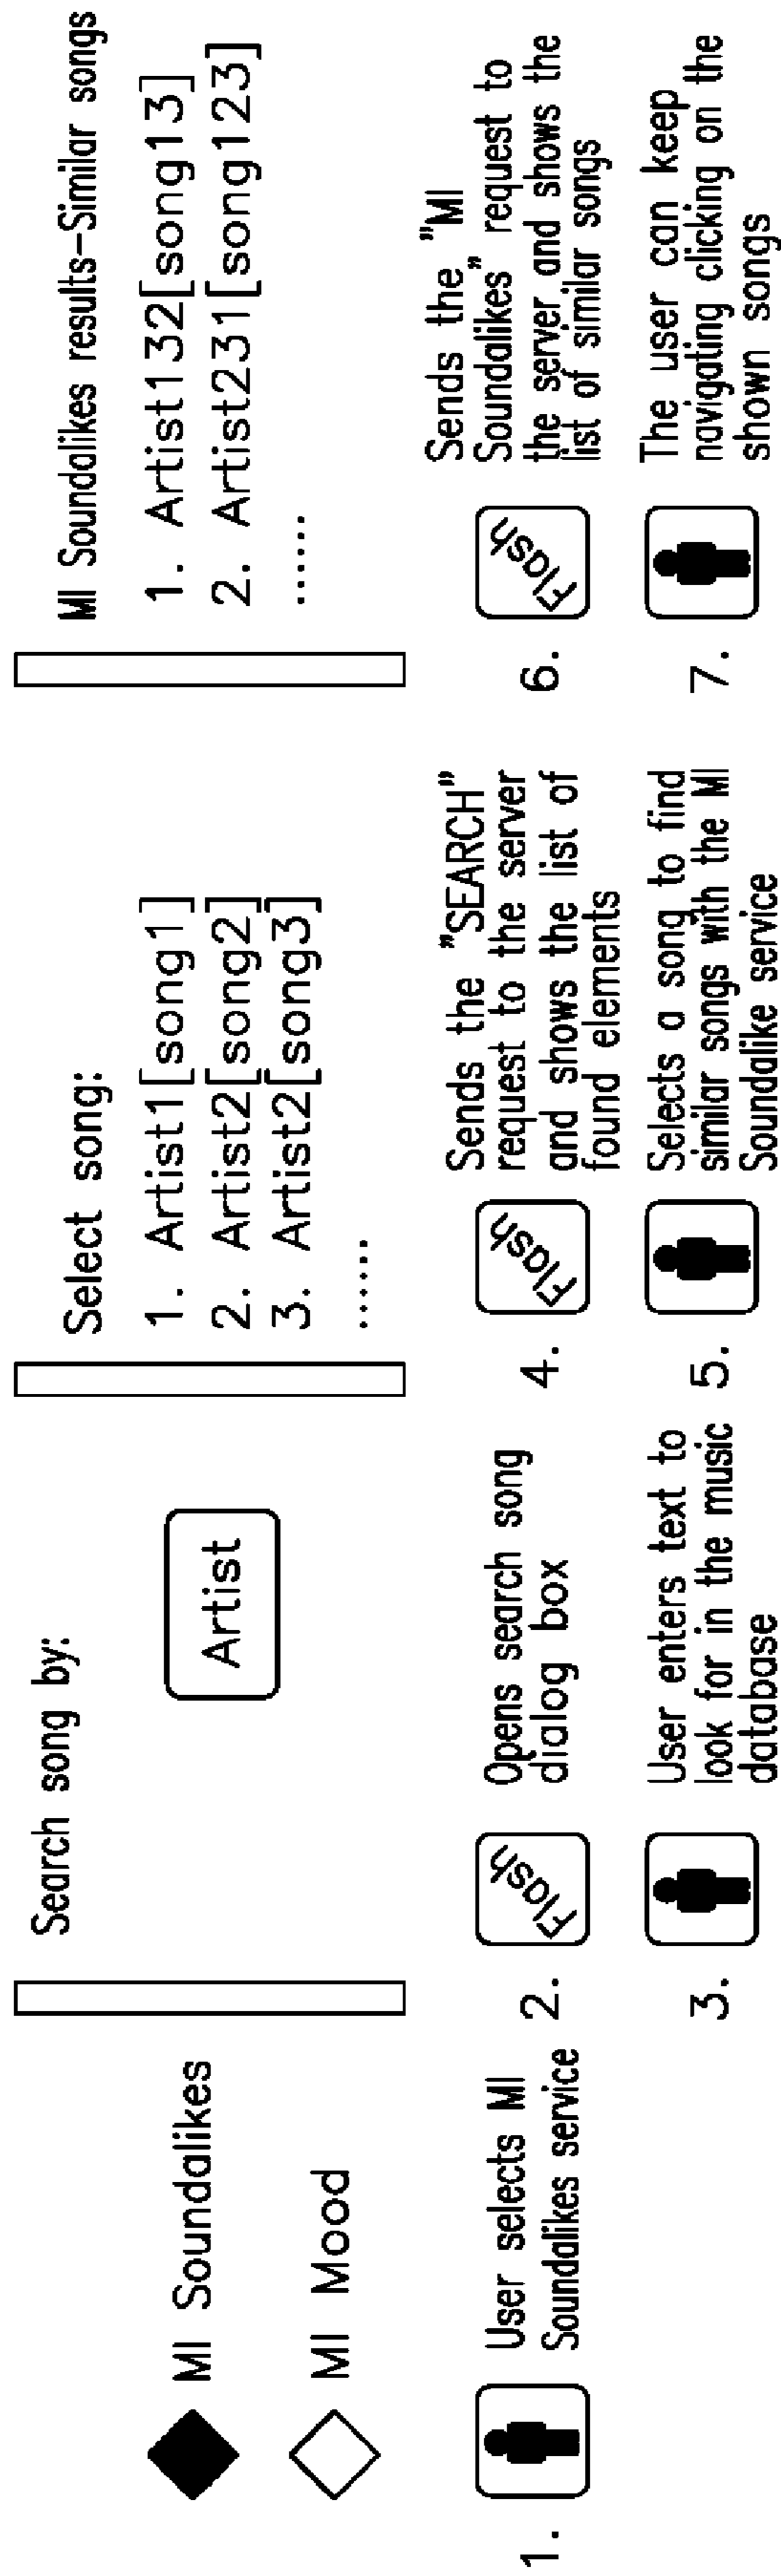 MI Soundalikes
MI Mood
1.
User selects MI
Soundalikes service
Search song by:
Artist
2.
Flash
Opens search song
dialog box
3.
User enters text to
look for in the music
database
Select song:
1. Artist1[song1]
2. Artist2[song2]
3. Artist2[song3]
......
4.
Flash
Sends the "SEARCH"
request to the server
and shows the list of
found elements
5.
Selects a song to find
similar songs with the MI
Soundalike service
MI Soundalikes results-Similar songs
1. Artist132[song13]
2. Artist231[song123]
......
6.
Flash
Sends the "MI
Soundalikes" request to
the server and shows the
list of similar songs
7.
The user can keep
navigating clicking on the
shown songs